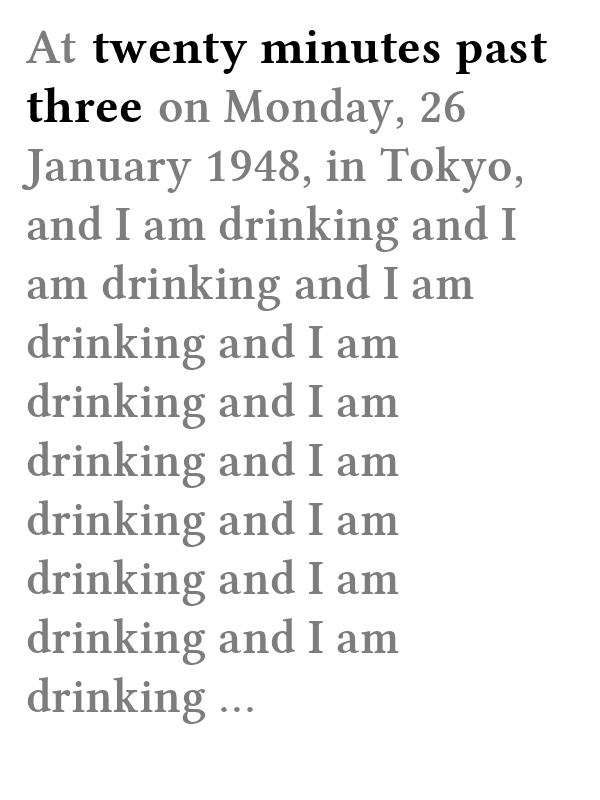 At twenty minutes past
three on Monday, 26
January 1948, in Tokyo,
and I am drinking and I
am drinking and I am
drinking and I am
drinking and I am
drinking and I am
drinking and I am
drinking and I am
drinking and I am
drinking ...